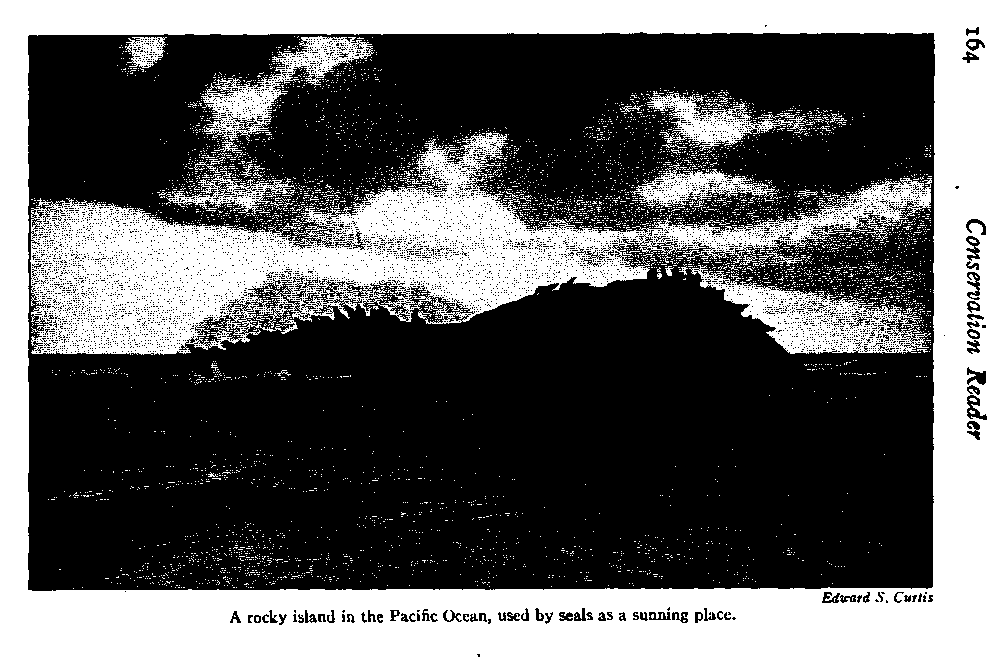 164
Conservation Reader
Edward S. Curtis
A rocky island in the Pacific Ocean, used by seals as a sunning place.